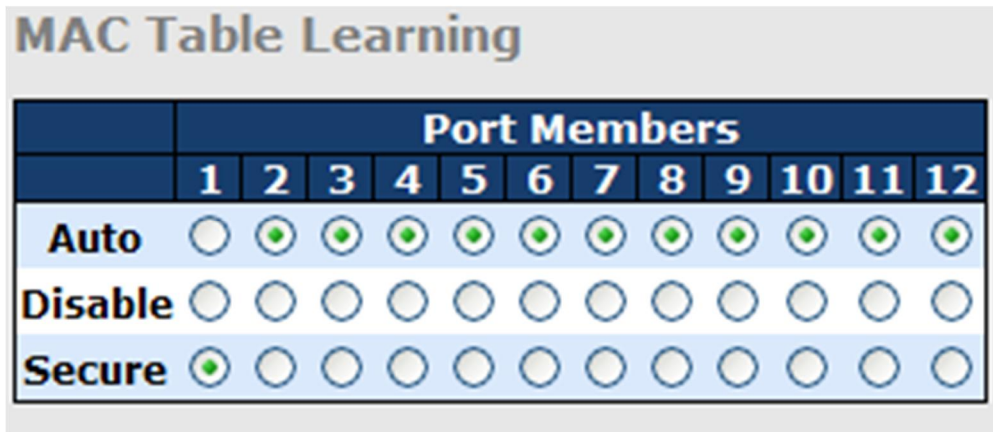 MAC Table Learning
Port Members
1 2 3 4 5 6 7 8 9 10 11 12
Auto
Disable
Secure